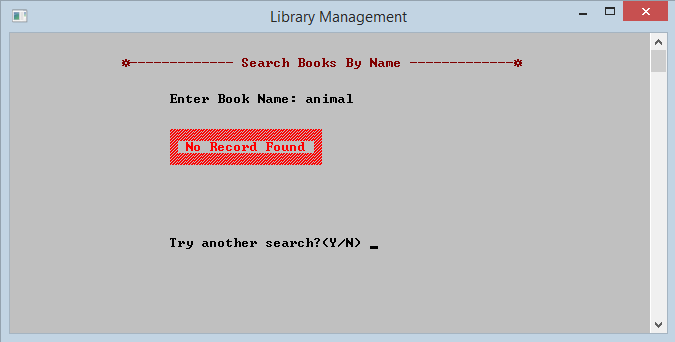 Library Management
*------------- Search Books By Name -------------*
Enter Book Name: animal
No Record Found
Try another search?(Y/N) _